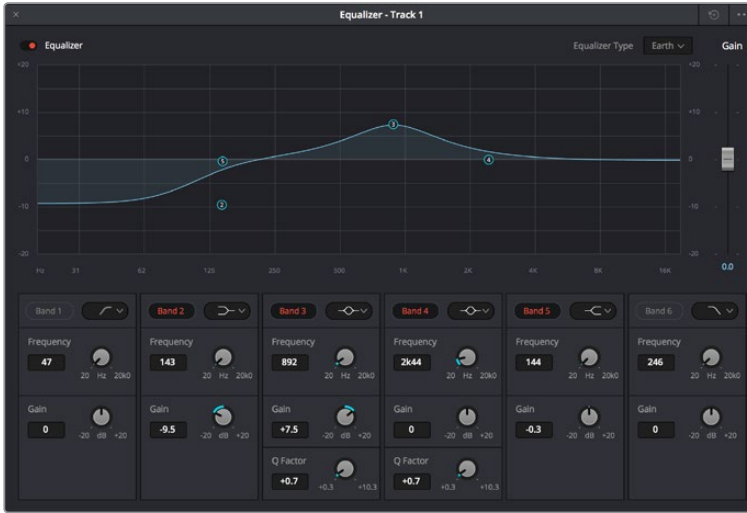 Equalizer - Track 1
Equalizer
Equalizer Type Earth Gain
+20 +20
+10 +10
0 0
-10 -10
-20 -20
Hz 31 62 125 250 500 1K 2K 4K 8K 16K
0.0
5
2
3
4
Band 1 Band 2 Band 3 Band 4 Band 5 Band 6
Frequency Frequency Frequency Frequency Frequency Frequency
47 143 892 2k44 144 246
20 Hz 20k0 20 Hz 20k0 20 Hz 20k0 20 Hz 20k0 20 Hz 20k0 20 Hz 20k0
Gain Gain Gain Gain Gain Gain
0 -9.5 +7.5 0 -0.3 0
-20 dB +20 -20 dB +20 -20 dB +20 -20 dB +20 -20 dB +20 -20 dB +20
Q Factor Q Factor
+0.7 +0.7
+0.3 +10.3 +0.3 +10.3